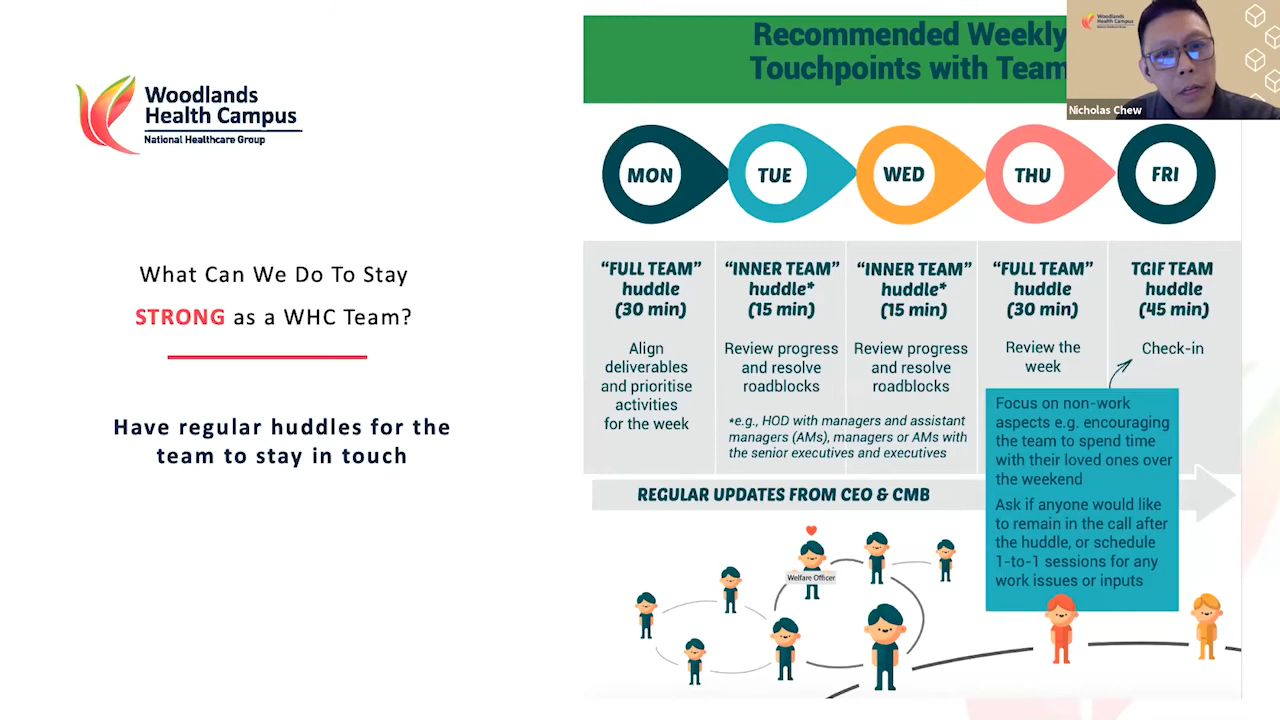 Woodlands
Health Campus
National Healthcare Group
What Can We Do To Stay
STRONG as a WHC Team?
Have regular huddles for the
team to stay in touch
Recommended Weekly
Touchpoints with Team
Woodlands
Health Campus
Nicholas Chew
MON
TUE
WED
THU
FRI
“FULL TEAM”
huddle
(30 min)
Align
deliverables
and prioritise
activities
for the week
“INNER TEAM”
huddle*
(15 min)
Review progress
and resolve
roadblocks
“INNER TEAM”
huddle*
(15 min)
Review progress
and resolve
roadblocks
*e.g., HOD with managers and assistant
managers (AMs), managers or AMs with
the senior executives and executives
“FULL TEAM”
huddle
(30 min)
Review the
week
TGIF TEAM
huddle
(45 min)
Check-in
Focus on non-work
aspects e.g. encouraging
the team to spend time
with their loved ones over
the weekend
Ask if anyone would like
to remain in the call after
the huddle, or schedule
1-to-1 sessions for any
work issues or inputs
REGULAR UPDATES FROM CEO & CMB
Welfare Officer